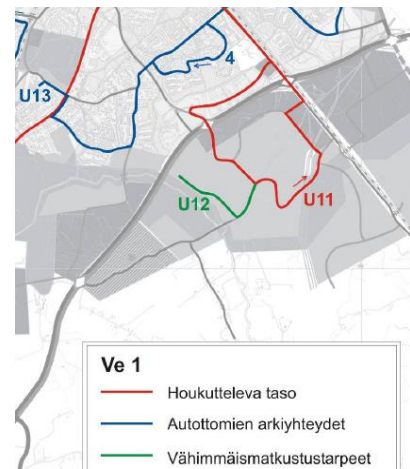 4
U13
U12
U11
Ve 1
Houkutteleva taso
Autottomien arkiyhteydet
Vähimmäismatkustustarpeet